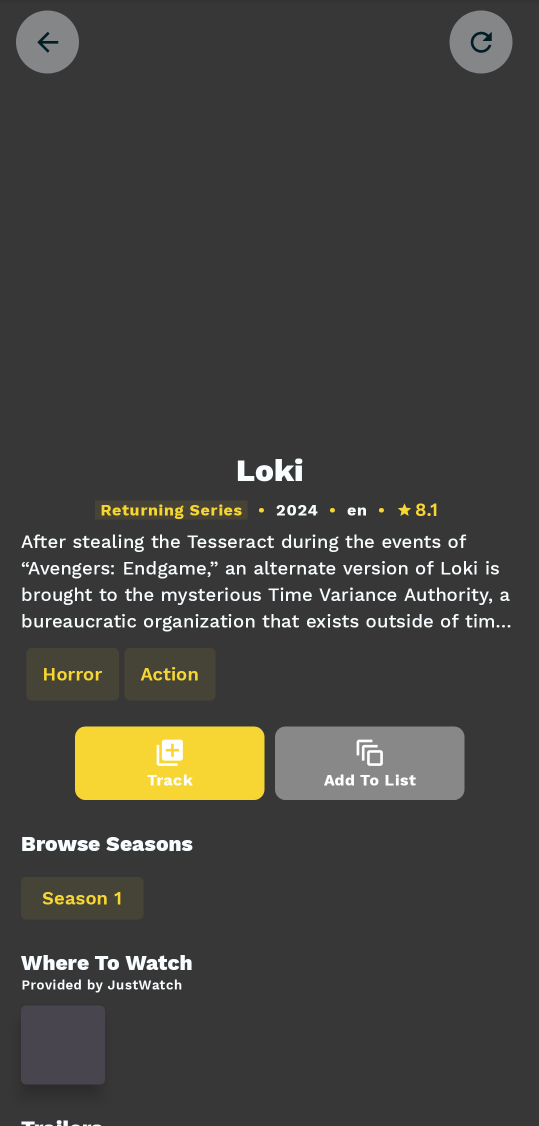 Loki
Returning Series • 2024 • en • ★ 8.1
After stealing the Tesseract during the events of
“Avengers: Endgame,” an alternate version of Loki is
brought to the mysterious Time Variance Authority, a
bureaucratic organization that exists outside of tim...
Horror Action
Track Add To List
Browse Seasons
Season 1
Where To Watch
Provided by JustWatch
Trailers